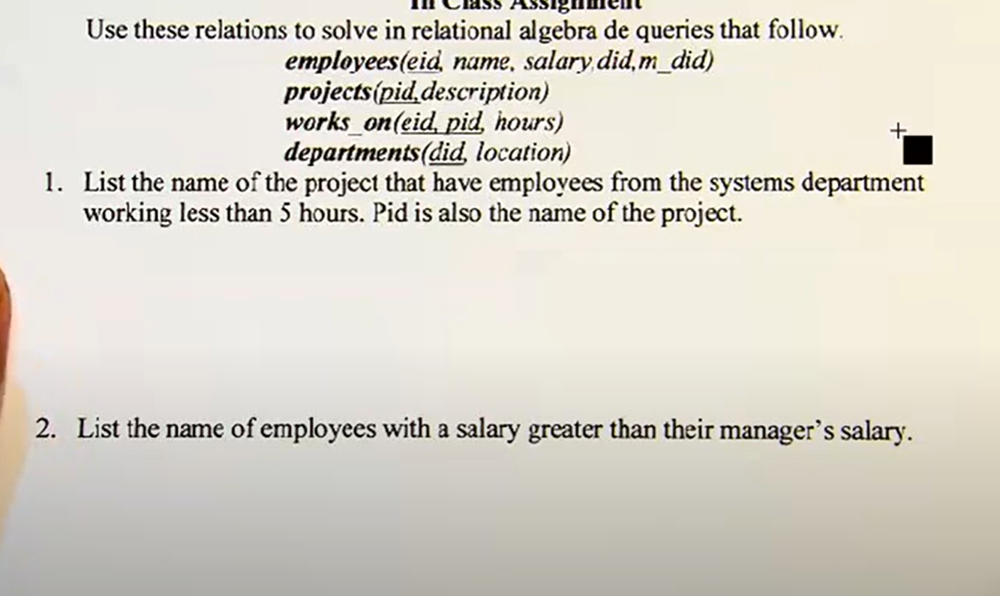 In Class Assignment
Use these relations to solve in relational algebra de queries that follow.
employees(eid, name, salary,did,m_did)
projects(pid,description)
works_on(eid, pid, hours)
departments(did, location)
1. List the name of the project that have employees from the systems department
working less than 5 hours. Pid is also the name of the project.
2. List the name of employees with a salary greater than their manager’s salary.